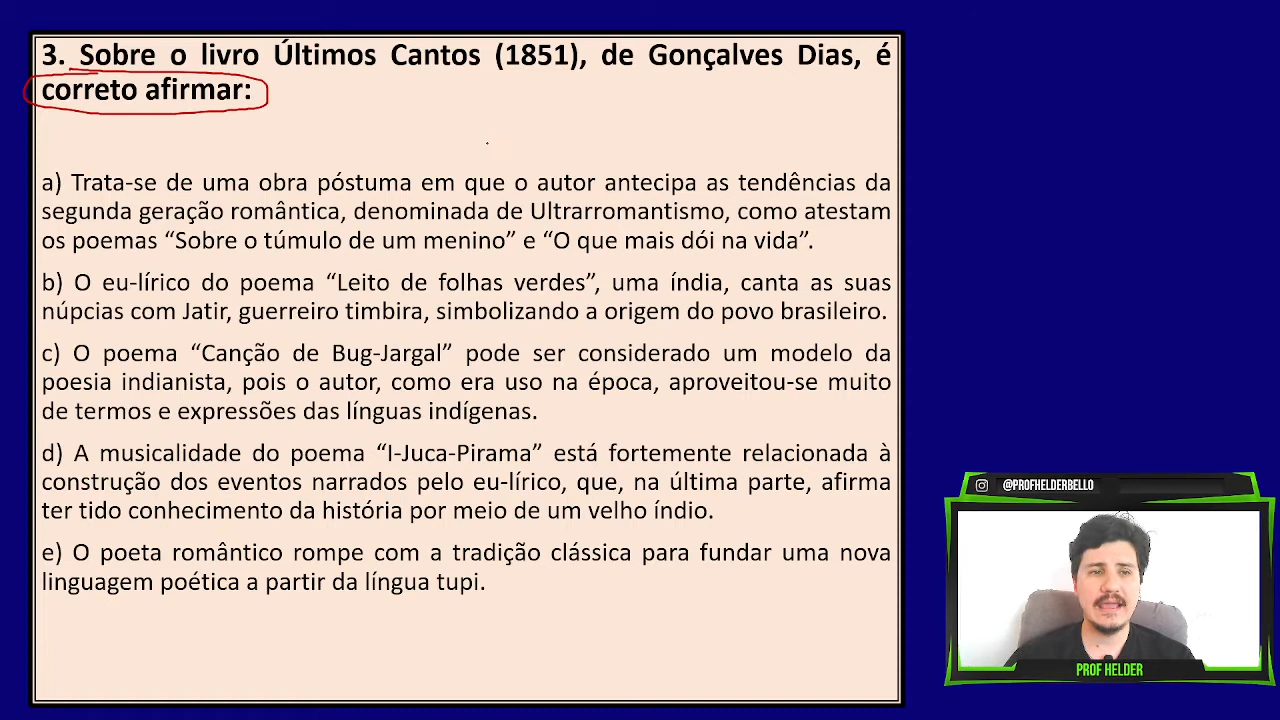 3. Sobre o livro Últimos Cantos (1851), de Gonçalves Dias, é
correto afirmar:
a) Trata-se de uma obra póstuma em que o autor antecipa as tendências da
segunda geração romântica, denominada de Ultrarromantismo, como atestam
os poemas “Sobre o túmulo de um menino” e “O que mais dói na vida”.
b) O eu-lírico do poema “Leito de folhas verdes”, uma índia, canta as suas
núpcias com Jatir, guerreiro timbira, simbolizando a origem do povo brasileiro.
c) O poema “Canção de Bug-Jargal” pode ser considerado um modelo da
poesia indianista, pois o autor, como era uso na época, aproveitou-se muito
de termos e expressões das línguas indígenas.
d) A musicalidade do poema “I-Juca-Pirama” está fortemente relacionada à
construção dos eventos narrados pelo eu-lírico, que, na última parte, afirma
ter tido conhecimento da história por meio de um velho índio.
e) O poeta romântico rompe com a tradição clássica para fundar uma nova
linguagem poética a partir da língua tupi.
@PROFHELDERBELLO
PROF HELDER